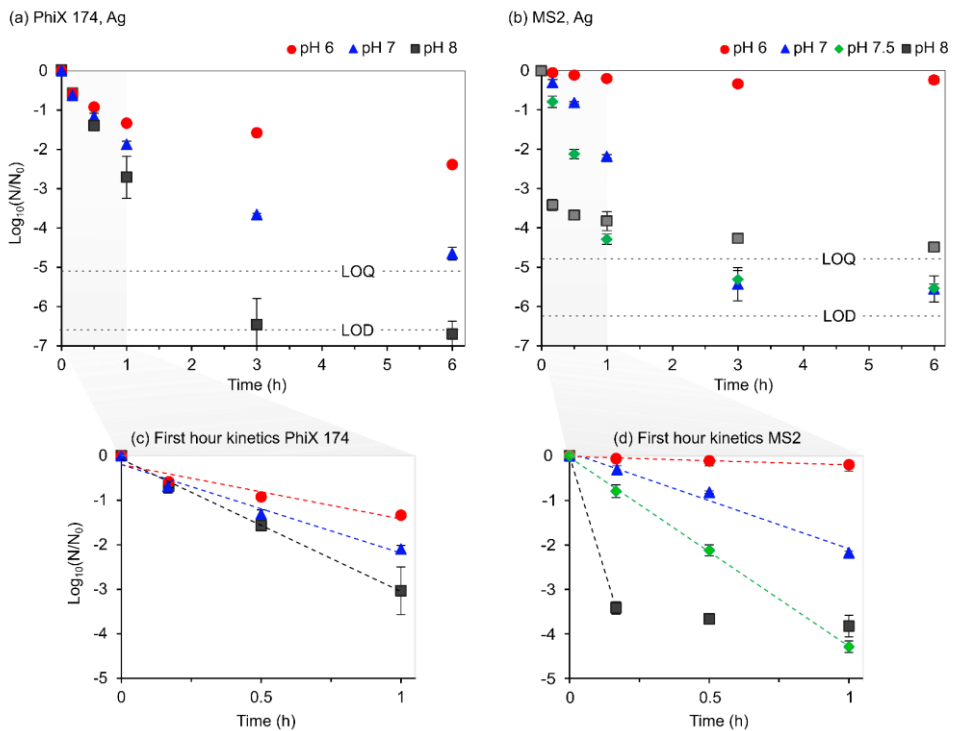 (a) PhiX 174, Ag
pH 6 pH 7 pH 8
0
-1
-2
-3
-4
-5
-6
-7
Log₁₀(N/N₀)
LOQ
LOD
0 1 2 3 4 5 6
Time (h)
(b) MS2, Ag
pH 6 pH 7 pH 7.5 pH 8
0
-1
-2
-3
-4
-5
-6
-7
LOQ
LOD
0 1 2 3 4 5 6
Time (h)
(c) First hour kinetics PhiX 174
0
-1
-2
-3
-4
-5
Log₁₀(N/N₀)
0 0.5 1
Time (h)
(d) First hour kinetics MS2
0
-1
-2
-3
-4
-5
0 0.5 1
Time (h)